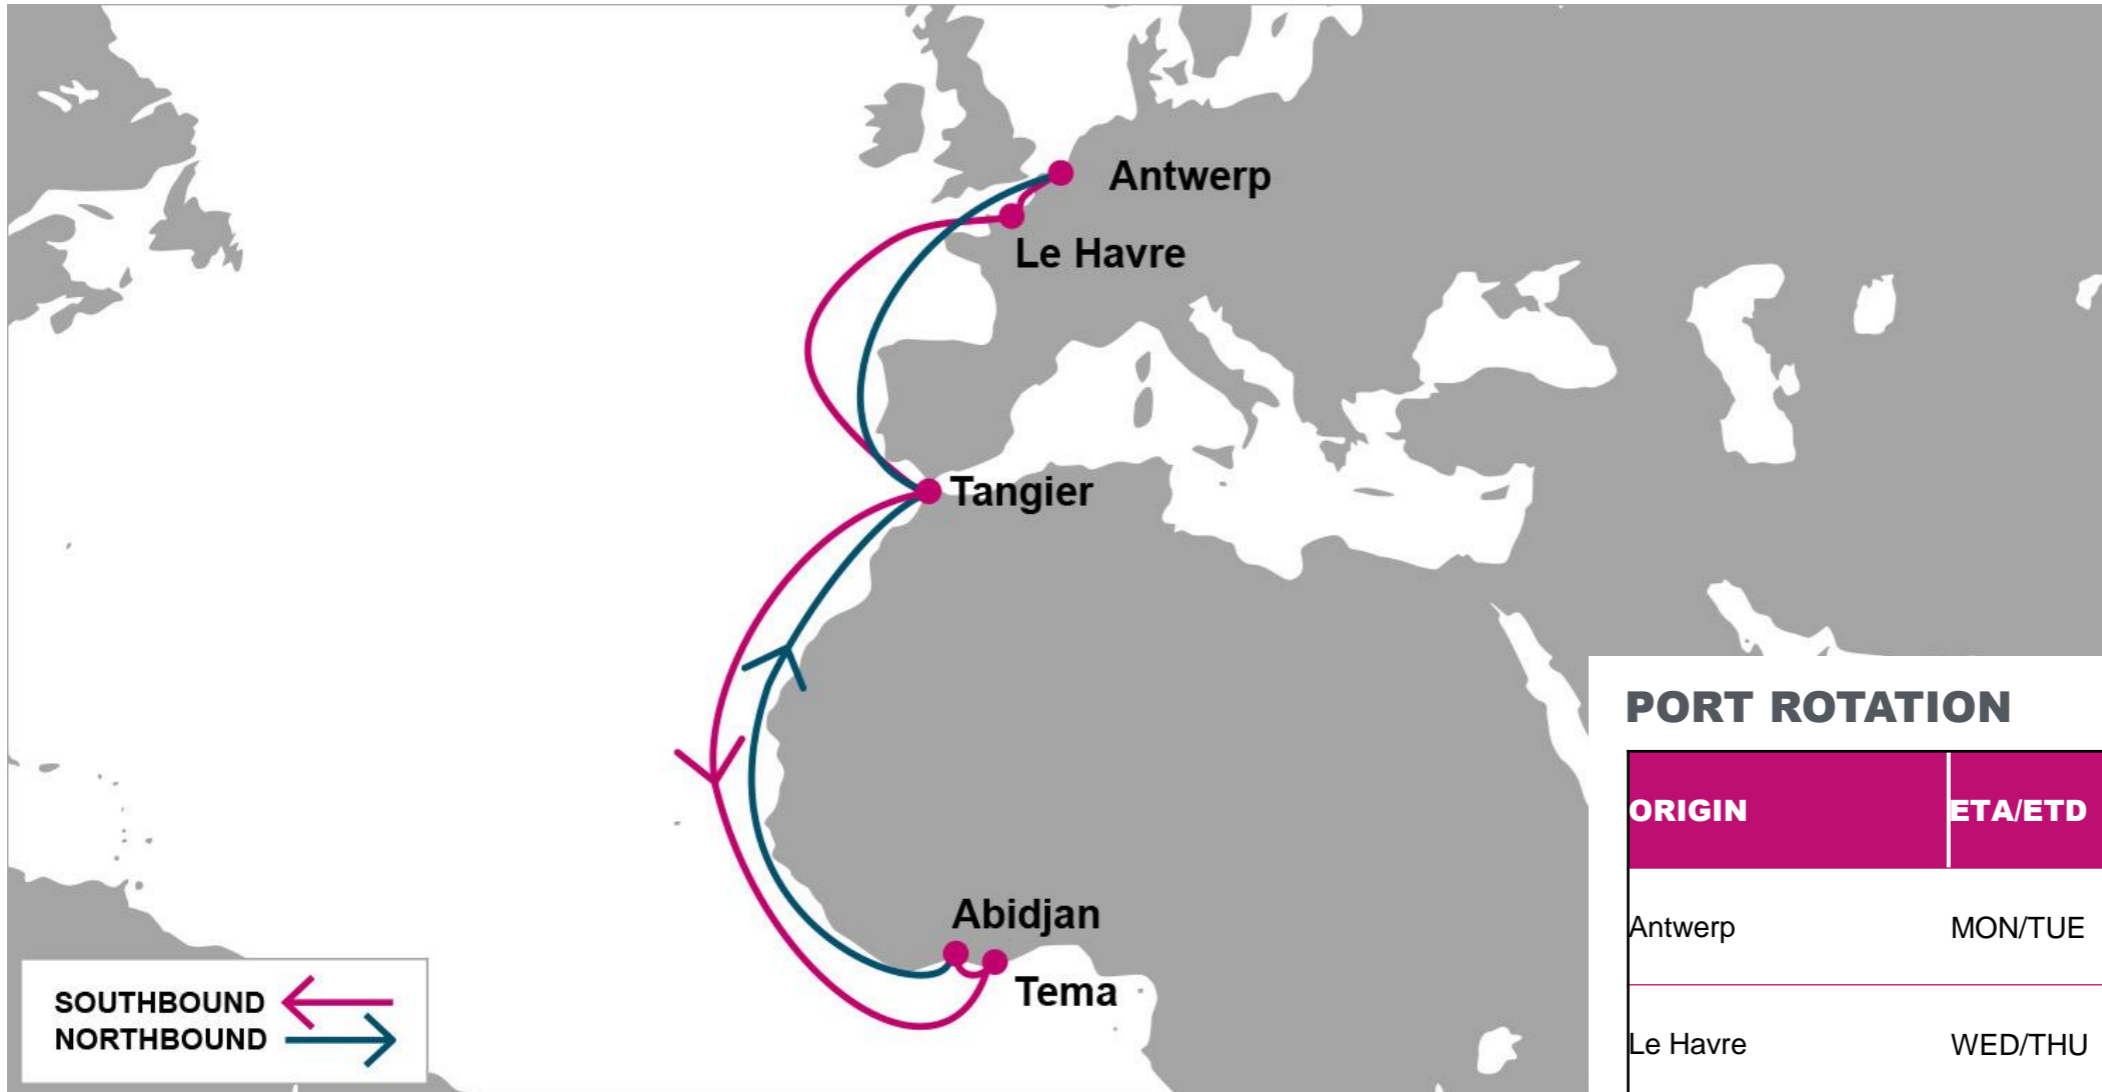 Antwerp
Le Havre
Tangier
Abidjan
Tema
SOUTHBOUND
NORTHBOUND
PORT ROTATION
ORIGIN ETA/ETD
Antwerp MON/TUE
Le Havre WED/THU